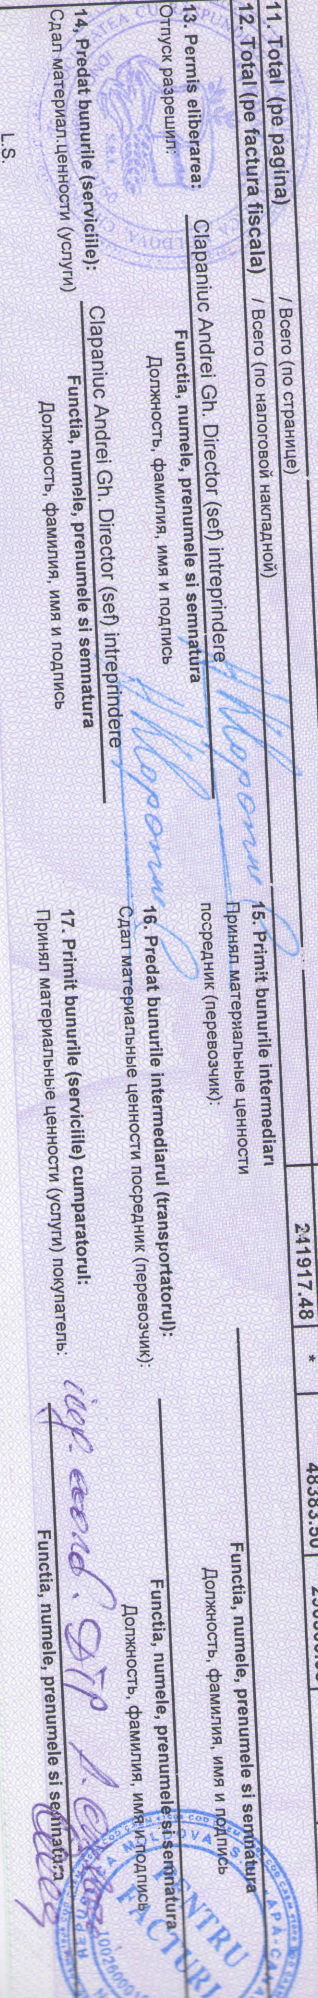 11. Total (pe pagina) / Всего (по странице) 241917.48 * 48383.50
12. Total (pe factura fiscala) / Всего (по налоговой накладной)
13. Permis eliberarea: Clapaniuc Andrei Gh. Director (sef) intreprindere
Отпуск разрешил:
Functia, numele, prenumele si semnatura
Должность, фамилия, имя и подпись
14. Predat bunurile (serviciile): Clapaniuc Andrei Gh. Director (sef) intreprindere
Сдал материал.ценности (услуги)
Functia, numele, prenumele si semnatura
Должность, фамилия, имя и подпись
L.S.
15. Primit bunurile intermediari
Принял материальные ценности
посредник (перевозчик):
Functia, numele, prenumele si semnatura
Должность, фамилия, имя и подпись
16. Predat bunurile intermediarul (transportatorul):
Сдал материальные ценности посредник (перевозчик):
Functia, numele, prenumele si semnatura
Должность, фамилия, имя и подпись
17. Primit bunurile (serviciile) cumparatorul:
Принял материальные ценности (услуги) покупатель:
Functia, numele, prenumele si semnatura
PENTRU
FACTURI